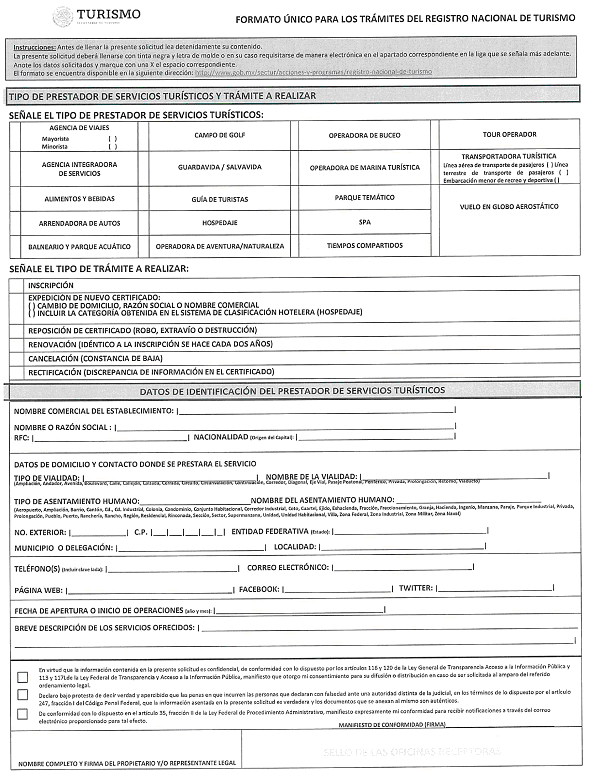 TURISMO
SECRETARÍA DE TURISMO
FORMATO ÚNICO PARA LOS TRÁMITES DEL REGISTRO NACIONAL DE TURISMO
Instrucciones: Antes de llenar la presente solicitud lea detenidamente su contenido.
La presente solicitud deberá llenarse con tinta negra y letra de molde o en su caso requisitarse de manera electrónica en el apartado correspondiente en la liga que se señala más adelante.
Anote los datos solicitados y marque con una X el espacio correspondiente.
El formato se encuentra disponible en la siguiente dirección: http://www.gob.mx/sectur/acciones-y-programas/registro-nacional-de-turismo
TIPO DE PRESTADOR DE SERVICIOS TURÍSTICOS Y TRÁMITE A REALIZAR
SEÑALE EL TIPO DE PRESTADOR DE SERVICIOS TURÍSTICOS:
AGENCIA DE VIAJES
Mayorista ( )
Minorista ( )
CAMPO DE GOLF
OPERADORA DE BUCEO
TOUR OPERADOR
AGENCIA INTEGRADORA
DE SERVICIOS
GUARDAVIDA / SALVAVIDA
OPERADORA DE MARINA TURÍSTICA
TRANSPORTADORA TURÍSITICA
Línea aérea de transporte de pasajeros ( ) Línea
terrestre de transporte de pasajeros ( )
Embarcación menor de recreo y deportiva ( )
ALIMENTOS Y BEBIDAS
GUÍA DE TURISTAS
PARQUE TEMÁTICO
VUELO EN GLOBO AEROSTÁTICO
ARRENDADORA DE AUTOS
HOSPEDAJE
SPA
BALNEARIO Y PARQUE ACUÁTICO
OPERADORA DE AVENTURA/NATURALEZA
TIEMPOS COMPARTIDOS
SEÑALE EL TIPO DE TRÁMITE A REALIZAR:
INSCRIPCIÓN
EXPEDICIÓN DE NUEVO CERTIFICADO:
( ) CAMBIO DE DOMICILIO, RAZÓN SOCIAL O NOMBRE COMERCIAL
( ) INCLUIR LA CATEGORÍA OBTENIDA EN EL SISTEMA DE CLASIFICACIÓN HOTELERA (HOSPEDAJE)
REPOSICIÓN DE CERTIFICADO (ROBO, EXTRAVÍO O DESTRUCCIÓN)
RENOVACIÓN (IDÉNTICO A LA INSCRIPCIÓN SE HACE CADA DOS AÑOS)
CANCELACIÓN (CONSTANCIA DE BAJA)
RECTIFICACIÓN (DISCREPANCIA DE INFORMACIÓN EN EL CERTIFICADO)
DATOS DE IDENTIFICACIÓN DEL PRESTADOR DE SERVICIOS TURÍSTICOS
NOMBRE COMERCIAL DEL ESTABLECIMIENTO:
NOMBRE O RAZÓN SOCIAL :
RFC: NACIONALIDAD (Origen del Capital):
DATOS DE DOMICILIO Y CONTACTO DONDE SE PRESTARA EL SERVICIO
TIPO DE VIALIDAD: NOMBRE DE LA VIALIDAD:
(Ampliación, Andador, Avenida, Boulevard, Calle, Callejón, Calzada, Cerrada, Circuito, Circunvalación, Continuación, Corredor, Diagonal, Eje Vial, Pasaje Peatonal, Periférico, Privada, Prolongación, Retorno, Viaducto)
TIPO DE ASENTAMIENTO HUMANO: NOMBRE DEL ASENTAMIENTO HUMANO:
(Aeropuerto, Ampliación, Barrio, Cantón, Cd., Cd. Industrial, Colonia, Condominio, Conjunto Habitacional, Corredor Industrial, Coto, Cuartel, Ejido, Exhacienda, Fracción, Fraccionamiento, Granja, Hacienda, Ingenio, Manzana, Paraje, Parque Industrial, Privada,
Prolongación, Pueblo, Puerto, Ranchería, Rancho, Región, Residencial, Rinconada, Sección, Sector, Supermanzana, Unidad, Unidad Habitacional, Villa, Zona Federal, Zona Industrial, Zona Militar, Zona Naval)
NO. EXTERIOR: C.P. ENTIDAD FEDERATIVA (Estado):
MUNICIPIO O DELEGACIÓN: LOCALIDAD:
TELÉFONO(S) (Incluir clave lada): CORREO ELECTRÓNICO:
PÁGINA WEB: FACEBOOK: TWITTER:
FECHA DE APERTURA O INICIO DE OPERACIONES (año y mes):
BREVE DESCRIPCIÓN DE LOS SERVICIOS OFRECIDOS:
En virtud que la información contenida en la presente solicitud es confidencial, de conformidad con lo dispuesto por los artículos 116 y 120 de la Ley General de Transparencia Acceso a la Información Pública y
113 y 117 de la Ley Federal de Transparencia y Acceso a la Información Pública, manifiesto que otorgo mi consentimiento para su difusión o distribución en caso de ser solicitada al amparo del referido
ordenamiento legal.
Declaro bajo protesta de decir verdad y apercibido que las penas en que incurren las personas que declaran con falsedad ante una autoridad distinta de la judicial, en los términos de lo dispuesto por el artículo
247, fracción I del Código Penal Federal, que la información asentada en la presente solicitud es verdadera y los documentos que se anexan al mismo son auténticos.
De conformidad con lo dispuesto en el artículo 35, fracción II de la Ley Federal de Procedimiento Administrativo, manifiesto expresamente mi conformidad para recibir notificaciones a través del correo
electrónico proporcionado para tal efecto.
MANIFIESTO DE CONFORMIDAD (FIRMA)
SELLO DE LAS OFICINAS RECEPTORAS
NOMBRE COMPLETO Y FIRMA DEL PROPIETARIO Y/O REPRESENTANTE LEGAL